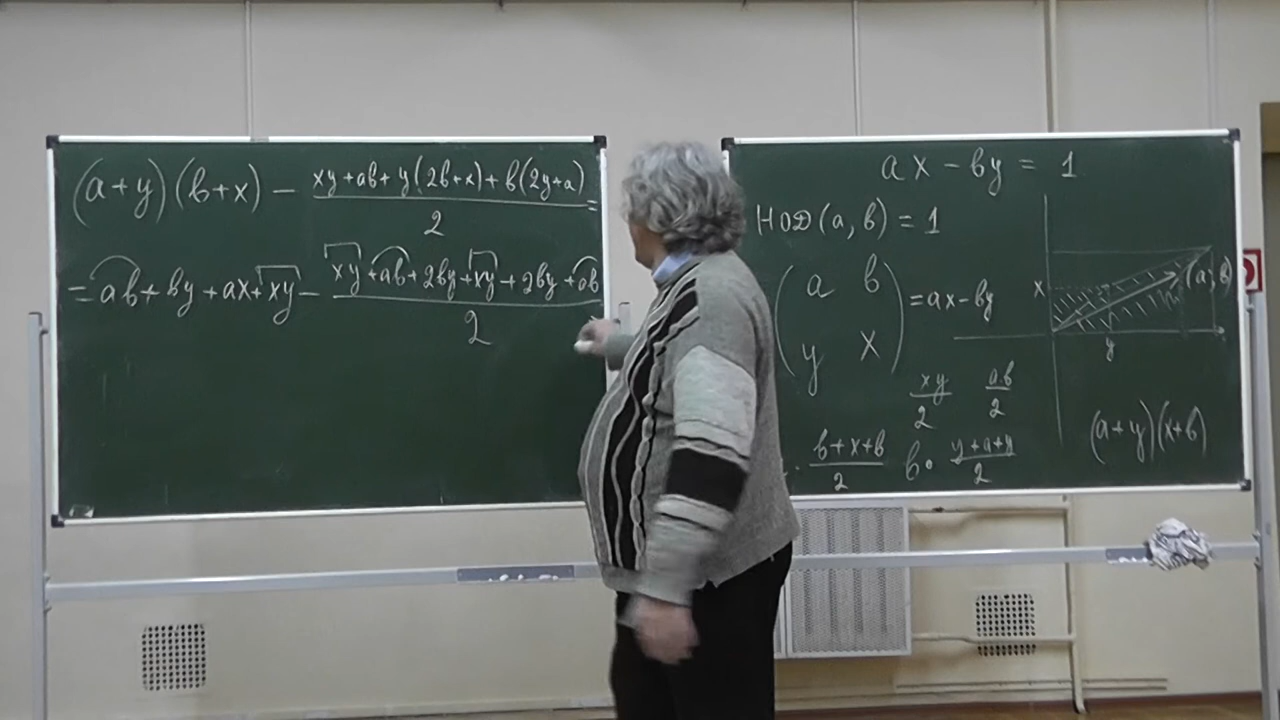 (a+y)(b+x) − (xy+ab+y(2b+x)+b(2y+a))/2 =
= ab+by+ax+xy − (xy+ab+2by+xy+2by+ab)/2
ax − by = 1
НОД(a, b) = 1
(a b
y x) = ax−by
x
(a; b)
y
xy/2 ab/2
· (b+x+b)/2 b· (y+a+y)/2
(a+y)(x+b)